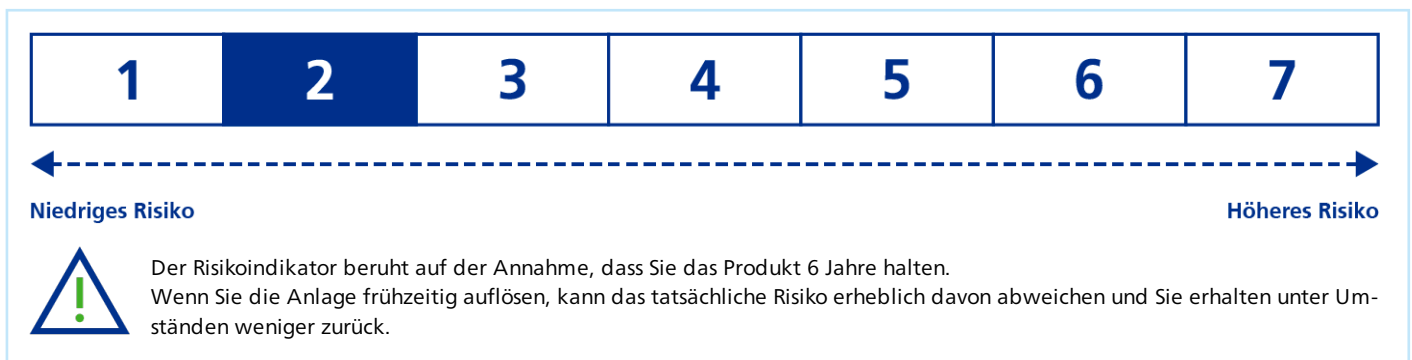 1 2 3 4 5 6 7
Niedriges Risiko Höheres Risiko
Der Risikoindikator beruht auf der Annahme, dass Sie das Produkt 6 Jahre halten.
Wenn Sie die Anlage frühzeitig auflösen, kann das tatsächliche Risiko erheblich davon abweichen und Sie erhalten unter Um-
ständen weniger zurück.